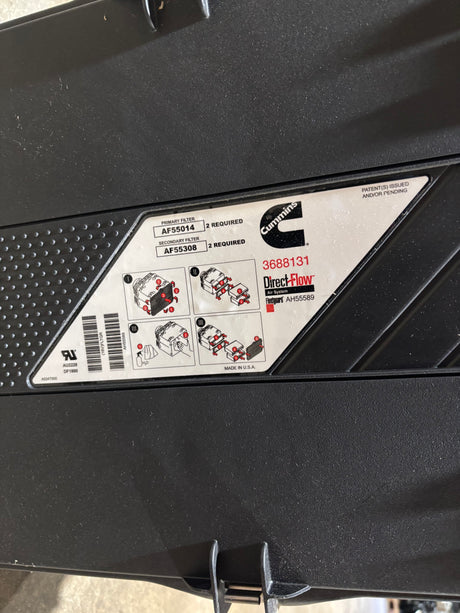 PATENT(S) ISSUED
AND/OR PENDING
PRIMARY FILTER
AF55014 2 REQUIRED
SECONDARY FILTER
AF55308 2 REQUIRED
Cummins
3688131
Direct-Flow™
Air System
Fleetguard AH55589
MADE IN U.S.A.